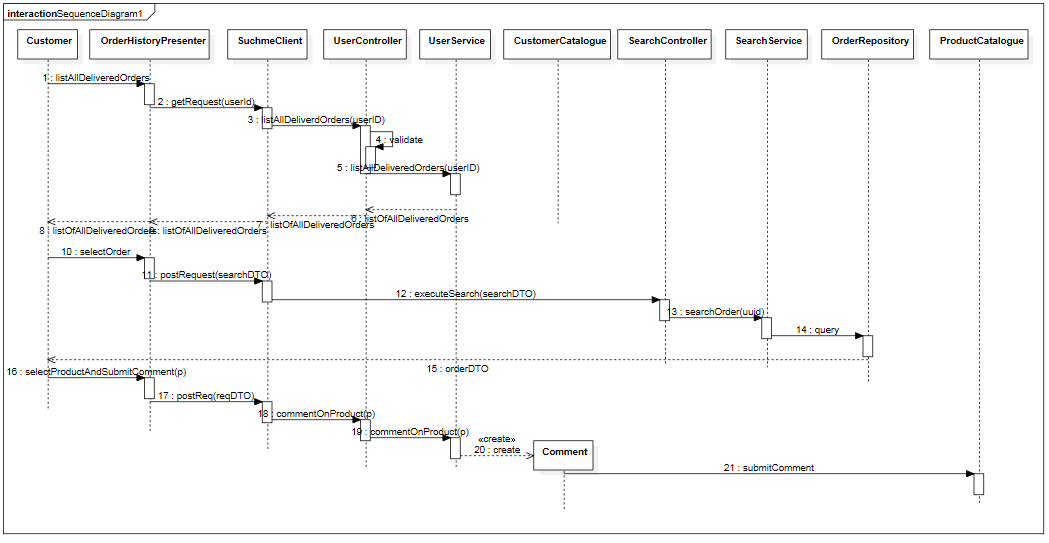 interactionSequenceDiagram1
Customer
OrderHistoryPresenter
SuchmeClient
UserController
UserService
CustomerCatalogue
SearchController
SearchService
OrderRepository
ProductCatalogue
1 : listAllDeliveredOrders
2 : getRequest(userId)
3 : listAllDeliverdOrders(userID)
4 : validate
5 : listAllDeliveredOrders(userID)
6 : listOfAllDeliveredOrders
7 : listOfAllDeliveredOrders
8 : listOfAllDeliveredOrders
9 : listOfAllDeliveredOrders
10 : selectOrder
11 : postRequest(searchDTO)
12 : executeSearch(searchDTO)
13 : searchOrder(uuid)
14 : query
15 : orderDTO
16 : selectProductAndSubmitComment(p)
17 : postReq(reqDTO)
18 : commentOnProduct(p)
19 : commentOnProduct(p)
«create»
20 : create
Comment
21 : submitComment